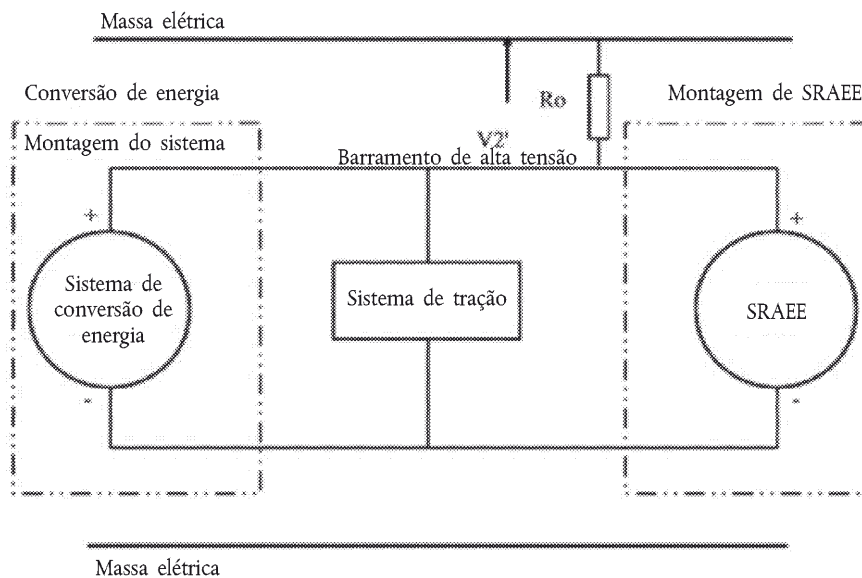 Massa elétrica
Conversão de energia
Ro
Montagem de SRAEE
Montagem do sistema
V2'
Barramento de alta tensão
+
+
Sistema de
conversão de
energia
Sistema de tração
SRAEE
-
-
Massa elétrica